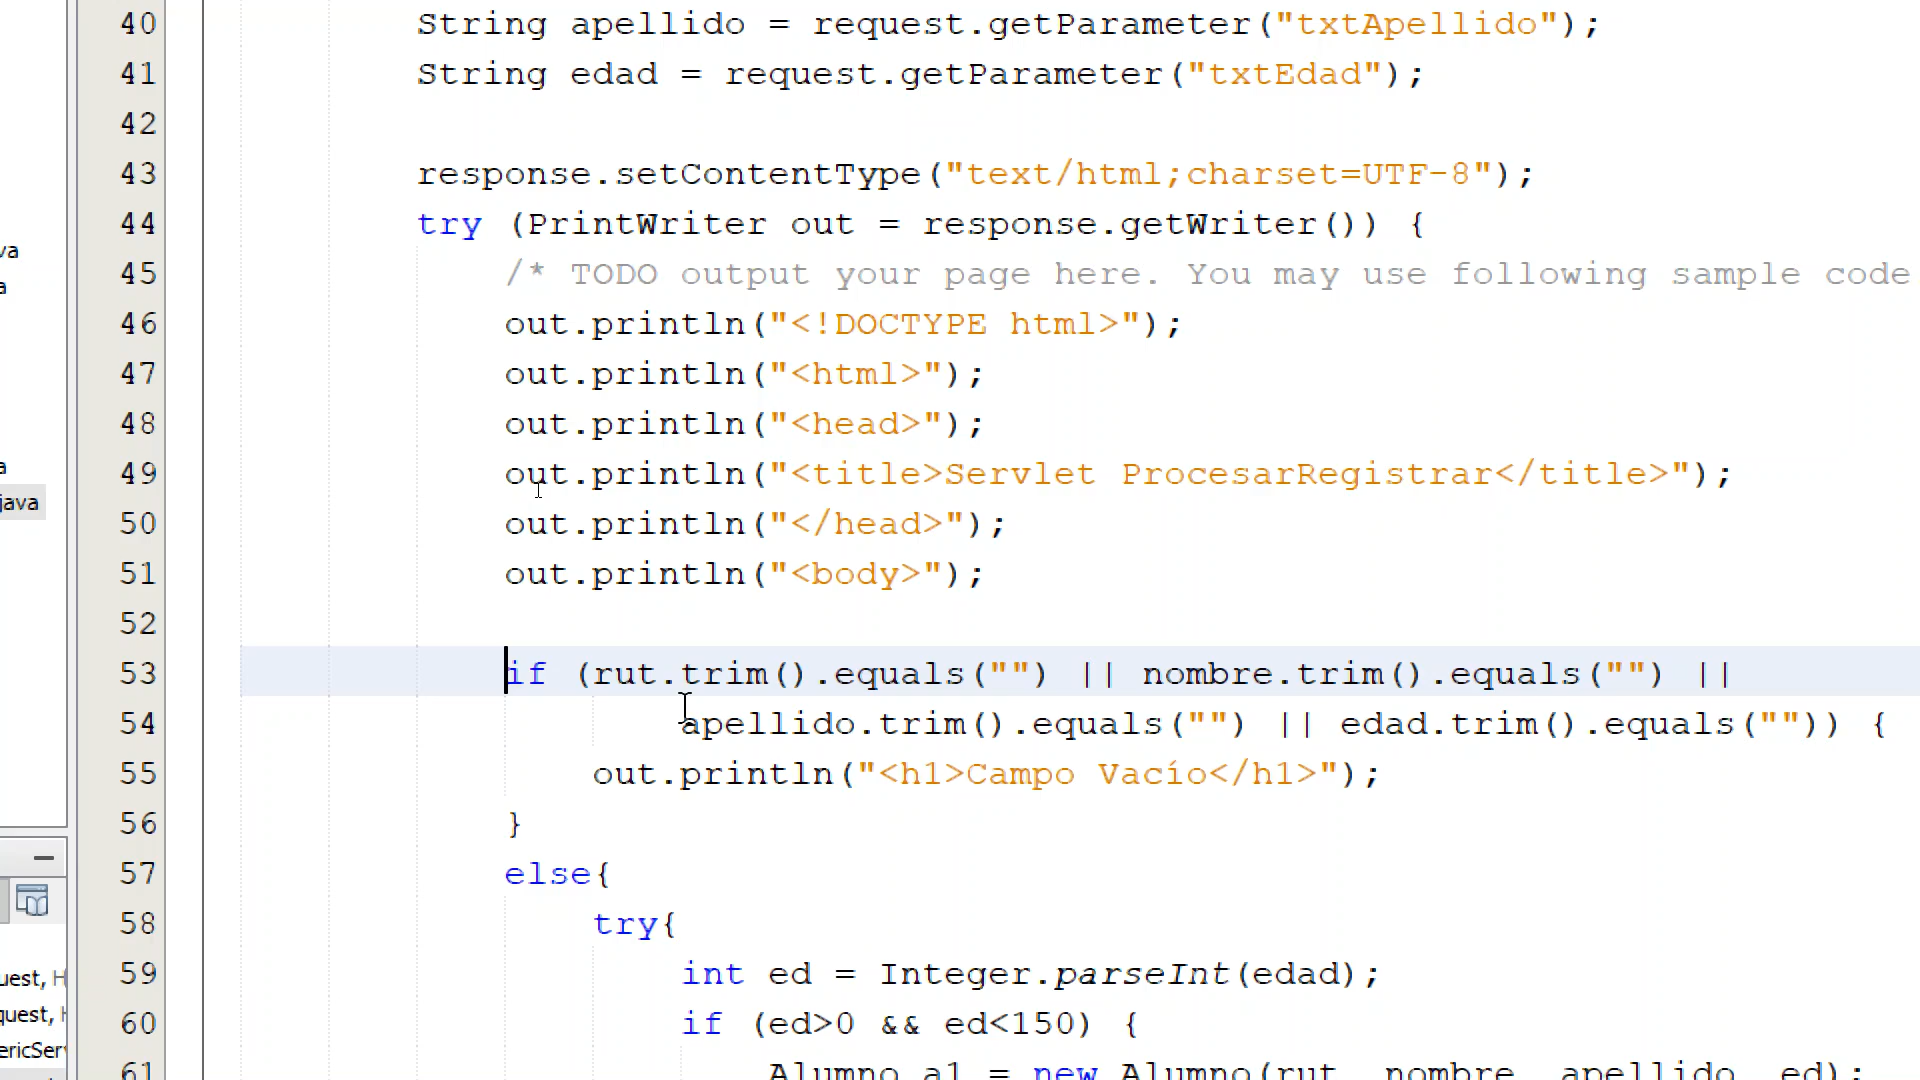 40 String apellido = request.getParameter("txtApellido");
41 String edad = request.getParameter("txtEdad");
42
43 response.setContentType("text/html;charset=UTF-8");
44 try (PrintWriter out = response.getWriter()) {
45 /* TODO output your page here. You may use following sample code
46 out.println("<!DOCTYPE html>");
47 out.println("<html>");
48 out.println("<head>");
49 out.println("<title>Servlet ProcesarRegistrar</title>");
50 out.println("</head>");
51 out.println("<body>");
52
53 if (rut.trim().equals("") || nombre.trim().equals("") ||
54 apellido.trim().equals("") || edad.trim().equals("")) {
55 out.println("<h1>Campo Vacío</h1>");
56 }
57 else{
58 try{
59 int ed = Integer.parseInt(edad);
60 if (ed>0 && ed<150) {
61 Alumno a1 = new Alumno(rut, nombre, apellido, ed);
va
a
a
java
uest, H
quest, H
ericSer